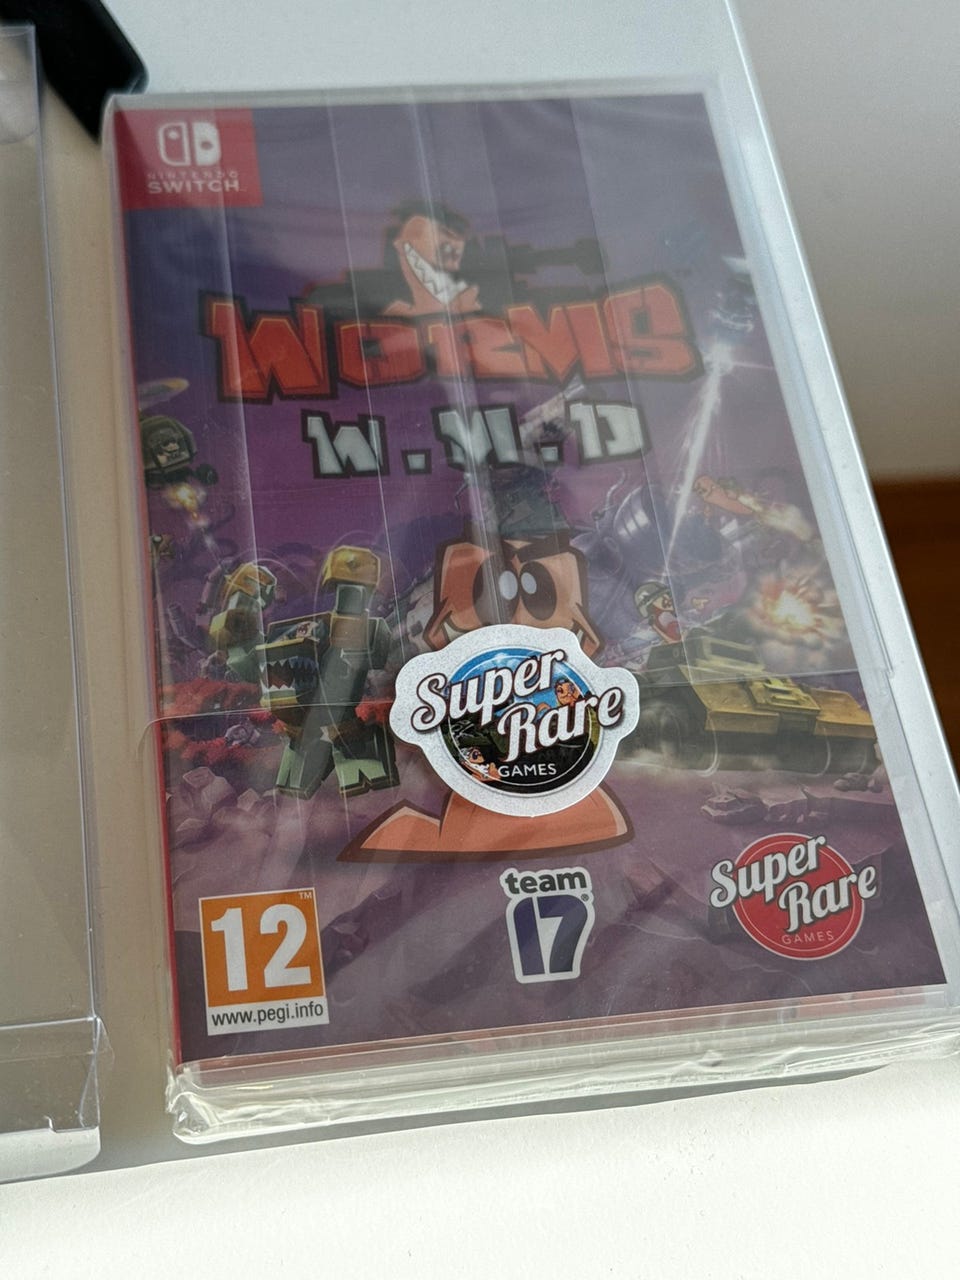 NINTENDO
SWITCH
WORMS
W.M.D
Super
Rare
GAMES
12
www.pegi.info
team
17
Super
Rare
GAMES